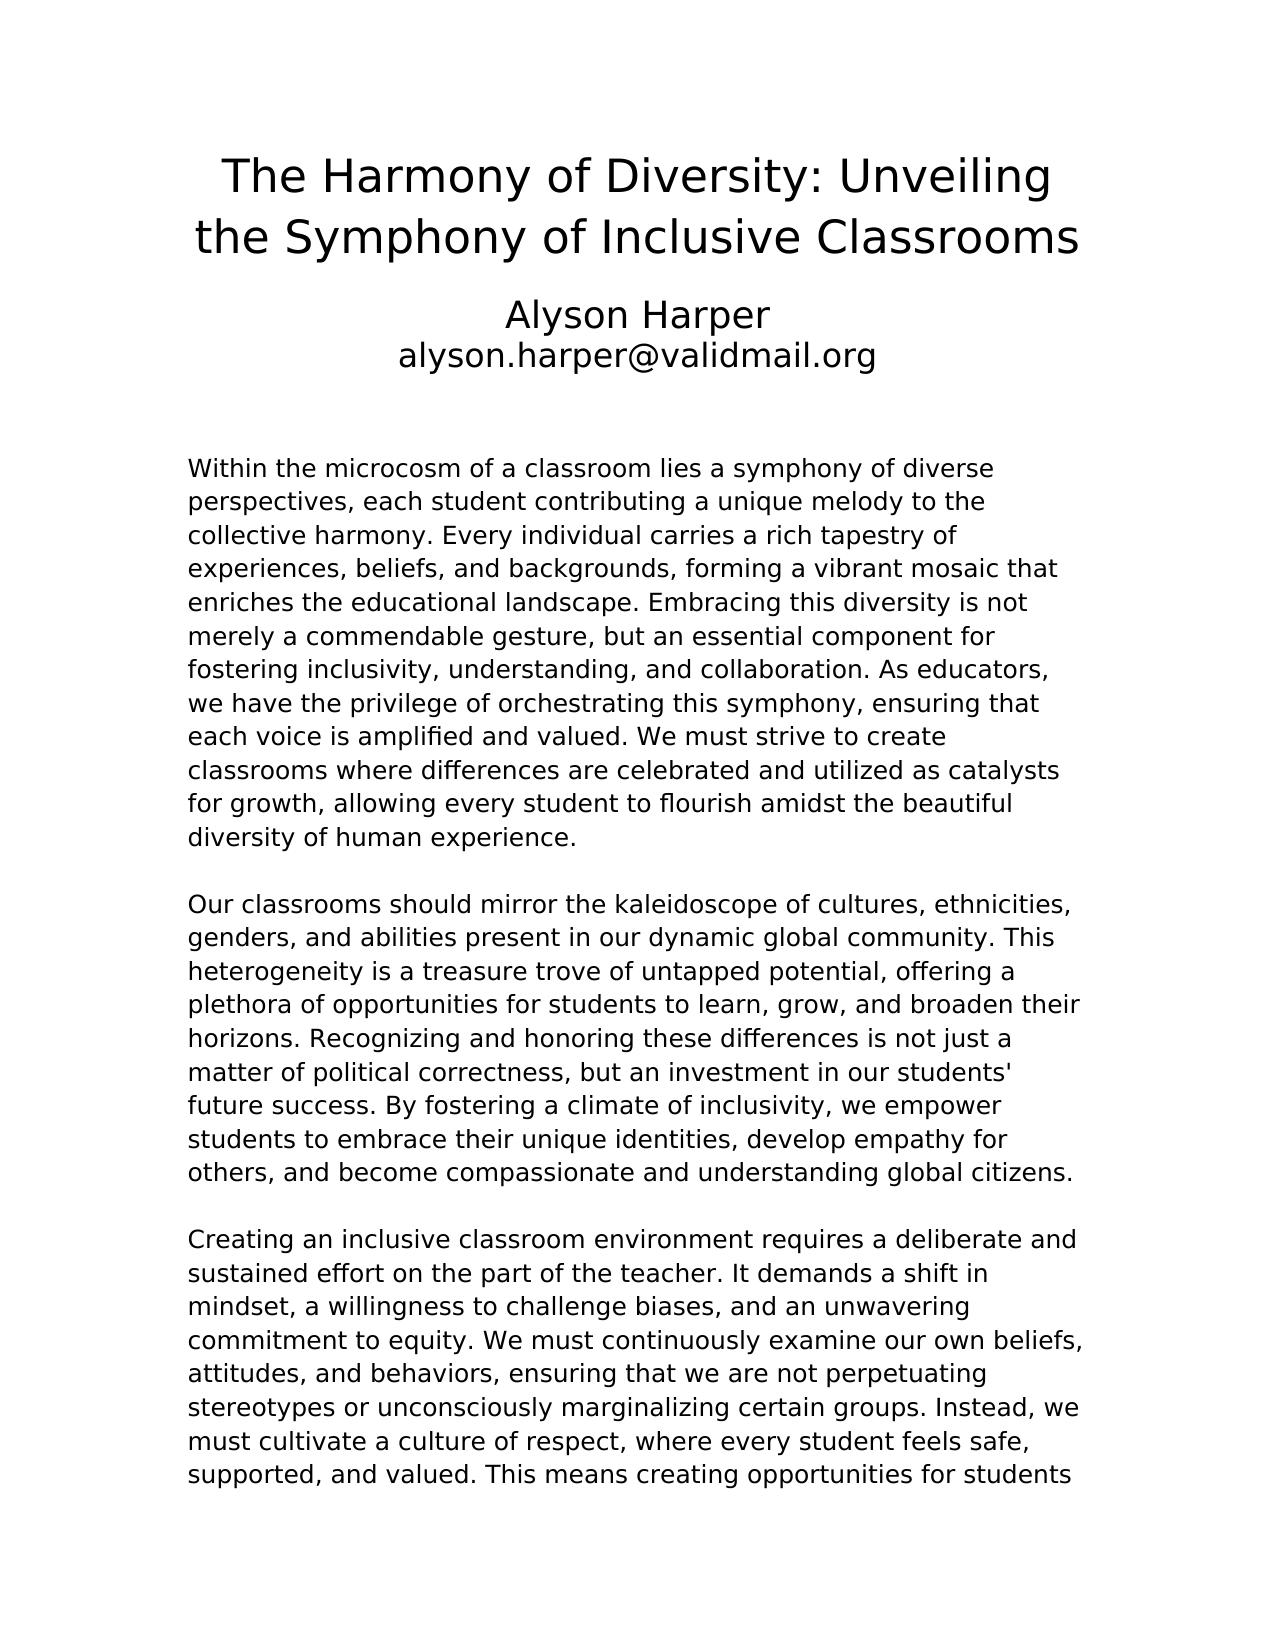 The Harmony of Diversity: Unveiling
the Symphony of Inclusive Classrooms
Alyson Harper
alyson.harper@validmail.org
Within the microcosm of a classroom lies a symphony of diverse
perspectives, each student contributing a unique melody to the
collective harmony. Every individual carries a rich tapestry of
experiences, beliefs, and backgrounds, forming a vibrant mosaic that
enriches the educational landscape. Embracing this diversity is not
merely a commendable gesture, but an essential component for
fostering inclusivity, understanding, and collaboration. As educators,
we have the privilege of orchestrating this symphony, ensuring that
each voice is amplified and valued. We must strive to create
classrooms where differences are celebrated and utilized as catalysts
for growth, allowing every student to flourish amidst the beautiful
diversity of human experience.
Our classrooms should mirror the kaleidoscope of cultures, ethnicities,
genders, and abilities present in our dynamic global community. This
heterogeneity is a treasure trove of untapped potential, offering a
plethora of opportunities for students to learn, grow, and broaden their
horizons. Recognizing and honoring these differences is not just a
matter of political correctness, but an investment in our students'
future success. By fostering a climate of inclusivity, we empower
students to embrace their unique identities, develop empathy for
others, and become compassionate and understanding global citizens.
Creating an inclusive classroom environment requires a deliberate and
sustained effort on the part of the teacher. It demands a shift in
mindset, a willingness to challenge biases, and an unwavering
commitment to equity. We must continuously examine our own beliefs,
attitudes, and behaviors, ensuring that we are not perpetuating
stereotypes or unconsciously marginalizing certain groups. Instead, we
must cultivate a culture of respect, where every student feels safe,
supported, and valued. This means creating opportunities for students